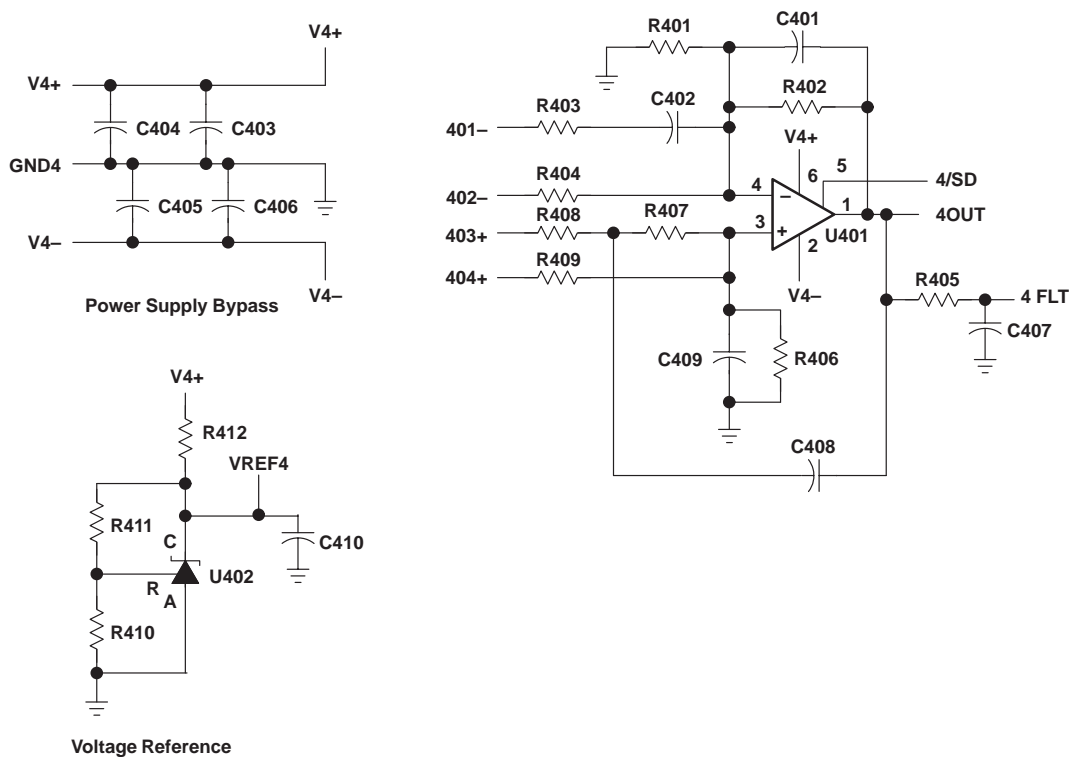 V4+
V4+
C404
C403
GND4
C405
C406
V4–
V4–
Power Supply Bypass
V4+
R412
VREF4
R411
C
C410
U402
R
A
R410
Voltage Reference
C401
R401
R402
R403
C402
401–
V4+
5
R404
6
4/SD
4
–
402–
1
4OUT
R408
R407
3
+
403+
U401
2
R409
404+
V4–
R405
4 FLT
C407
C409
R406
C408